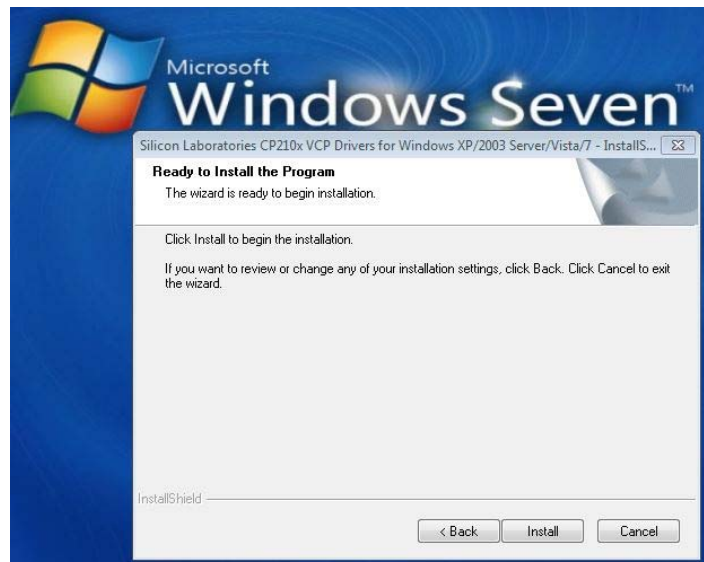 Microsoft
Windows Seven™
Silicon Laboratories CP210x VCP Drivers for Windows XP/2003 Server/Vista/7 - InstallS...
Ready to Install the Program
The wizard is ready to begin installation.
Click Install to begin the installation.
If you want to review or change any of your installation settings, click Back. Click Cancel to exit
the wizard.
InstallShield
< Back Install Cancel